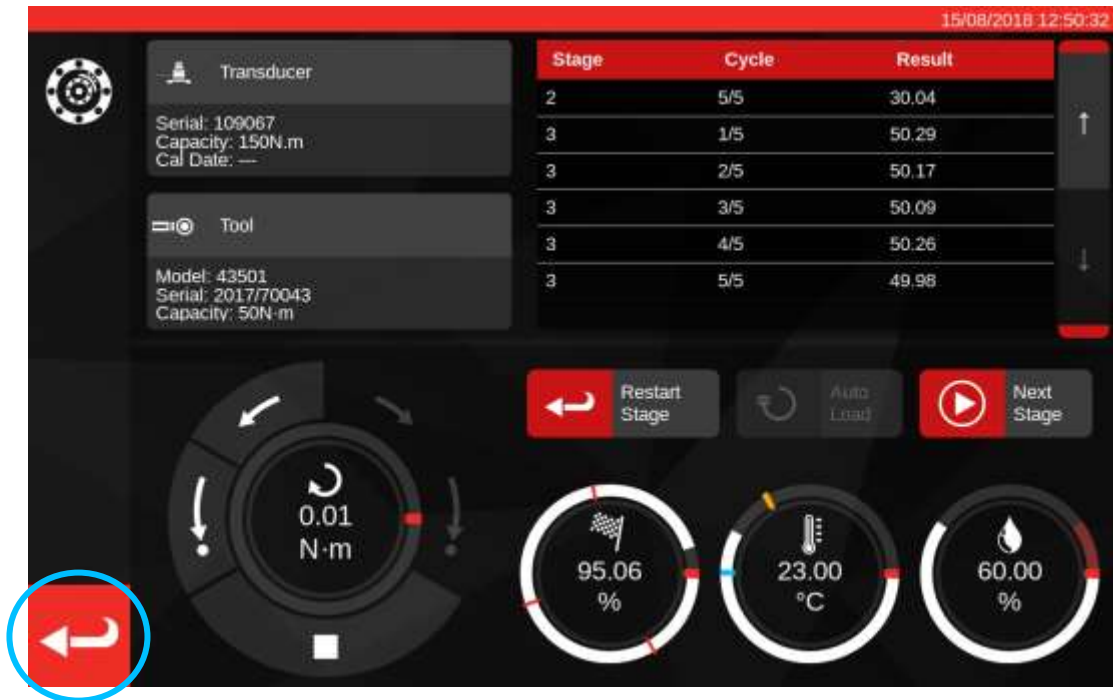 15/08/2018 12:50:32
Transducer
Serial: 109067
Capacity: 150N.m
Cal Date: ---
Tool
Model: 43501
Serial: 2017/70043
Capacity: 50N·m
Stage Cycle Result
2 5/5 30.04
3 1/5 50.29
3 2/5 50.17
3 3/5 50.09
3 4/5 50.26
3 5/5 49.98
Restart
Stage
Auto
Load
Next
Stage
0.01
N·m
95.06
%
23.00
°C
60.00
%